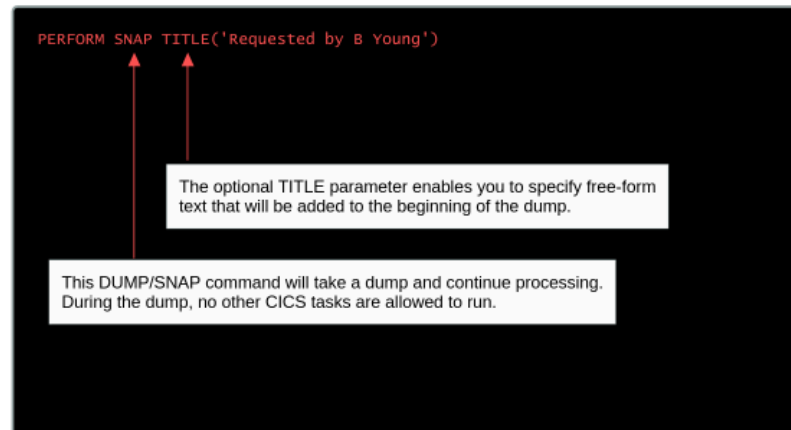 PERFORM SNAP TITLE('Requested by B Young')
The optional TITLE parameter enables you to specify free-form
text that will be added to the beginning of the dump.
This DUMP/SNAP command will take a dump and continue processing.
During the dump, no other CICS tasks are allowed to run.